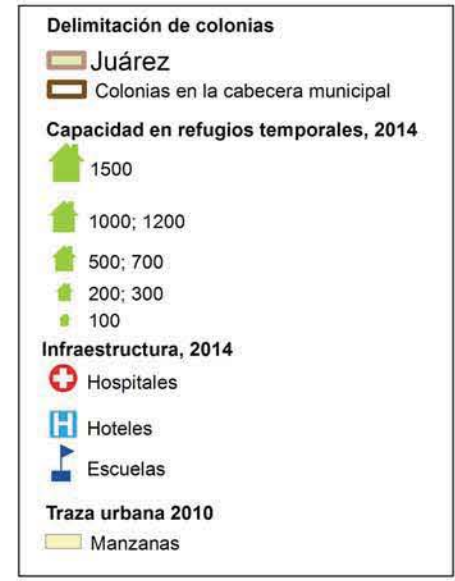 Delimitación de colonias
Juárez
Colonias en la cabecera municipal
Capacidad en refugios temporales, 2014
1500
1000; 1200
500; 700
200; 300
100
Infraestructura, 2014
Hospitales
H Hoteles
Escuelas
Traza urbana 2010
Manzanas